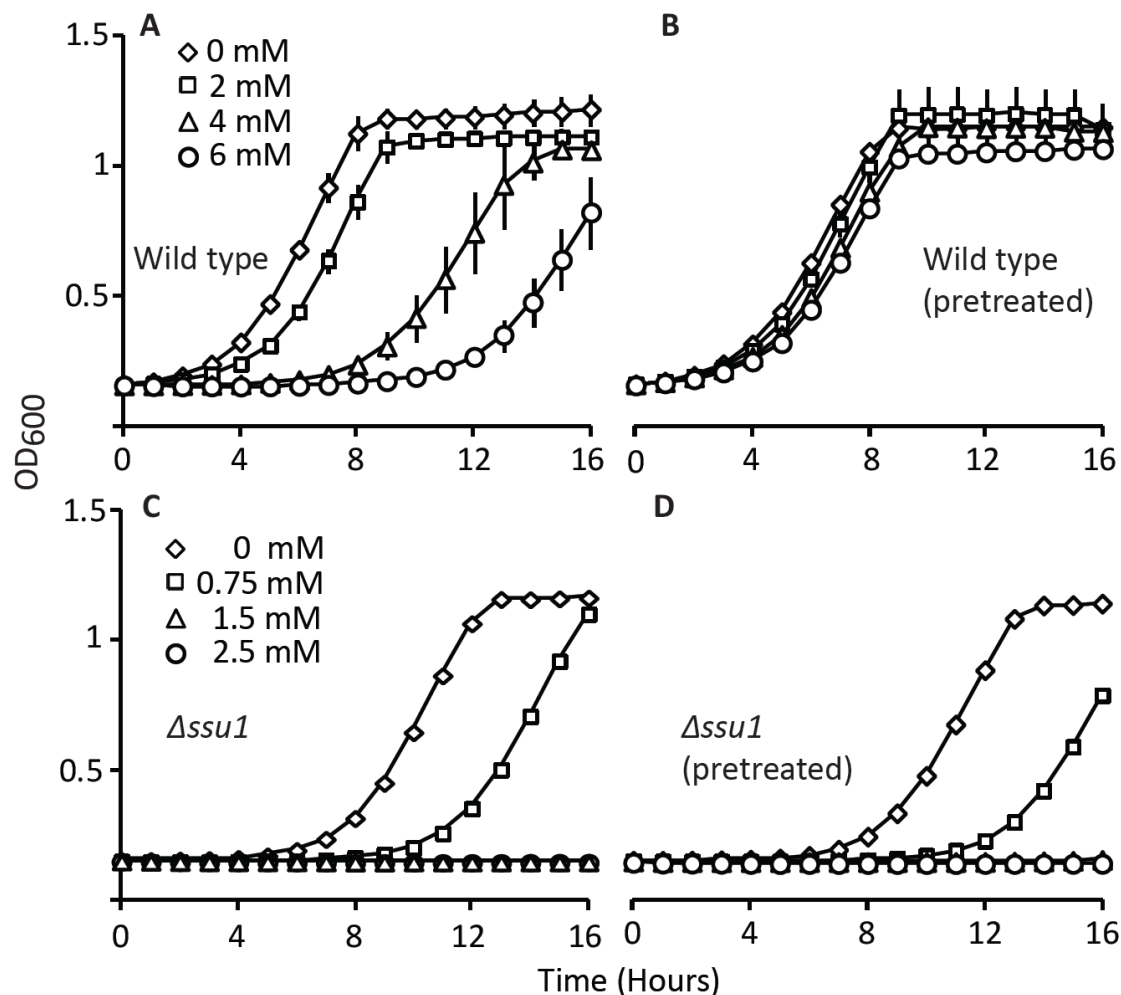 A
B
1.5
1
0.5
0 mM
2 mM
4 mM
6 mM
Wild type
Wild type
(pretreated)
0 4 8 12 16
0 4 8 12 16
OD600
C
D
1.5
1
0.5
0 mM
0.75 mM
1.5 mM
2.5 mM
Δssu1
Δssu1
(pretreated)
0 4 8 12 16
0 4 8 12 16
Time (Hours)